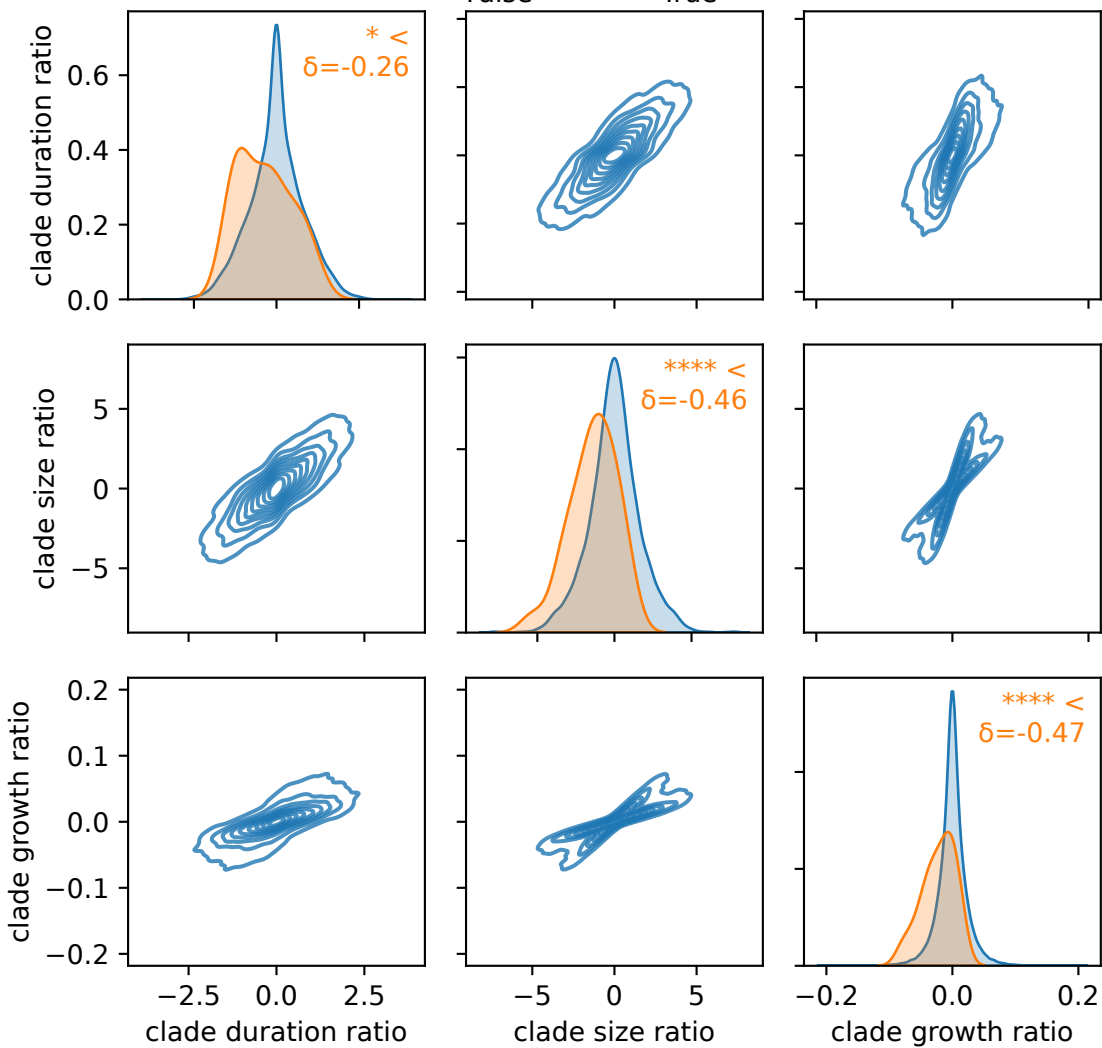 clade duration ratio
0.6
0.4
0.2
0.0
* <
δ=-0.26
clade size ratio
5
0
−5
**** <
δ=-0.46
clade growth ratio
0.2
0.1
0.0
−0.1
−0.2
**** <
δ=-0.47
−2.5 0.0 2.5
clade duration ratio
−5 0 5
clade size ratio
−0.2 0.0 0.2
clade growth ratio